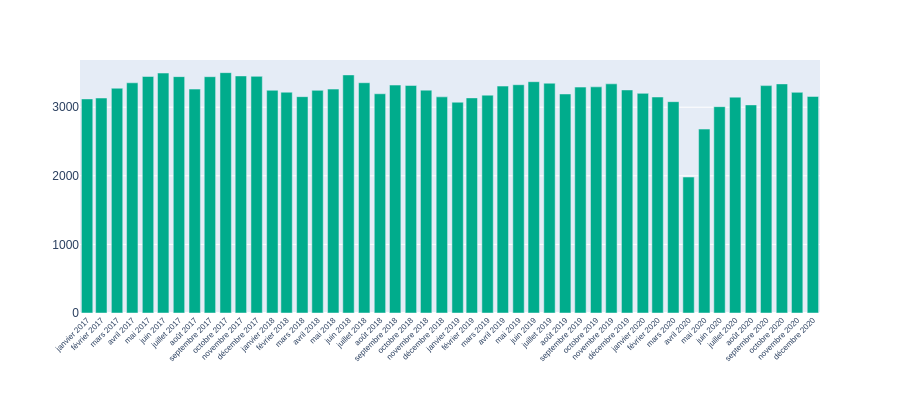 3000
2000
1000
0
janvier 2017
février 2017
mars 2017
avril 2017
mai 2017
juin 2017
juillet 2017
août 2017
septembre 2017
octobre 2017
novembre 2017
décembre 2017
janvier 2018
février 2018
mars 2018
avril 2018
mai 2018
juin 2018
juillet 2018
août 2018
septembre 2018
octobre 2018
novembre 2018
décembre 2018
janvier 2019
février 2019
mars 2019
avril 2019
mai 2019
juin 2019
juillet 2019
août 2019
septembre 2019
octobre 2019
novembre 2019
décembre 2019
janvier 2020
février 2020
mars 2020
avril 2020
mai 2020
juin 2020
juillet 2020
août 2020
septembre 2020
octobre 2020
novembre 2020
décembre 2020